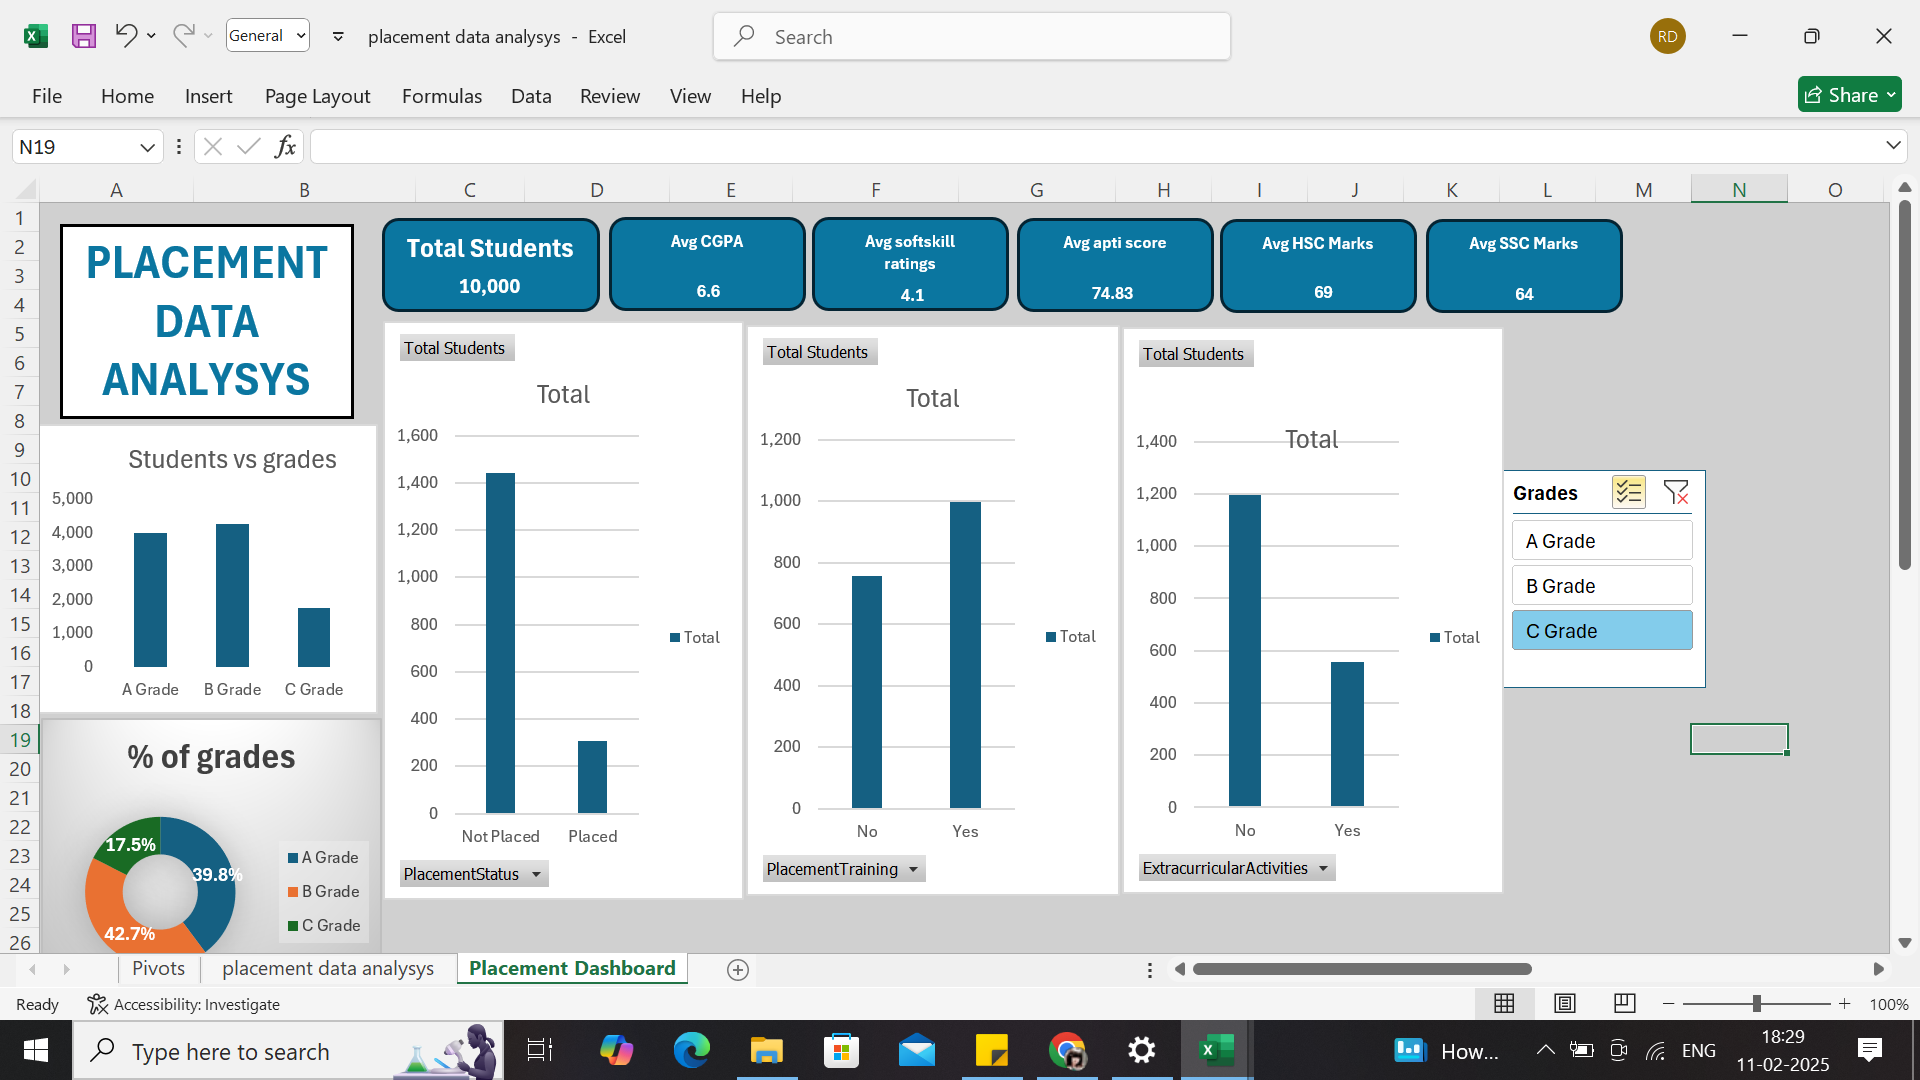 General
placement data analysys - Excel
Search
RD
File Home Insert Page Layout Formulas Data Review View Help
Share
N19
fx
A B C D E F G H I J K L M N O
1
2
3
4
5
6
7
8
9
10
11
12
13
14
15
16
17
18
19
20
21
22
23
24
25
26
PLACEMENT
DATA
ANALYSYS
Total Students
10,000
Avg CGPA
6.6
Avg softskill
ratings
4.1
Avg apti score
74.83
Avg HSC Marks
69
Avg SSC Marks
64
Students vs grades
5,000
4,000
3,000
2,000
1,000
0
A Grade B Grade C Grade
% of grades
17.5%
39.8%
42.7%
A Grade
B Grade
C Grade
Total Students
Total
1,600
1,400
1,200
1,000
800
600
400
200
0
Not Placed Placed
Total
PlacementStatus
Total Students
Total
1,200
1,000
800
600
400
200
0
No Yes
Total
PlacementTraining
Total Students
Total
1,400
1,200
1,000
800
600
400
200
0
No Yes
Total
ExtracurricularActivities
Grades
A Grade
B Grade
C Grade
Pivots placement data analysys Placement Dashboard
Ready Accessibility: Investigate
100%
Type here to search
How...
ENG
18:29
11-02-2025